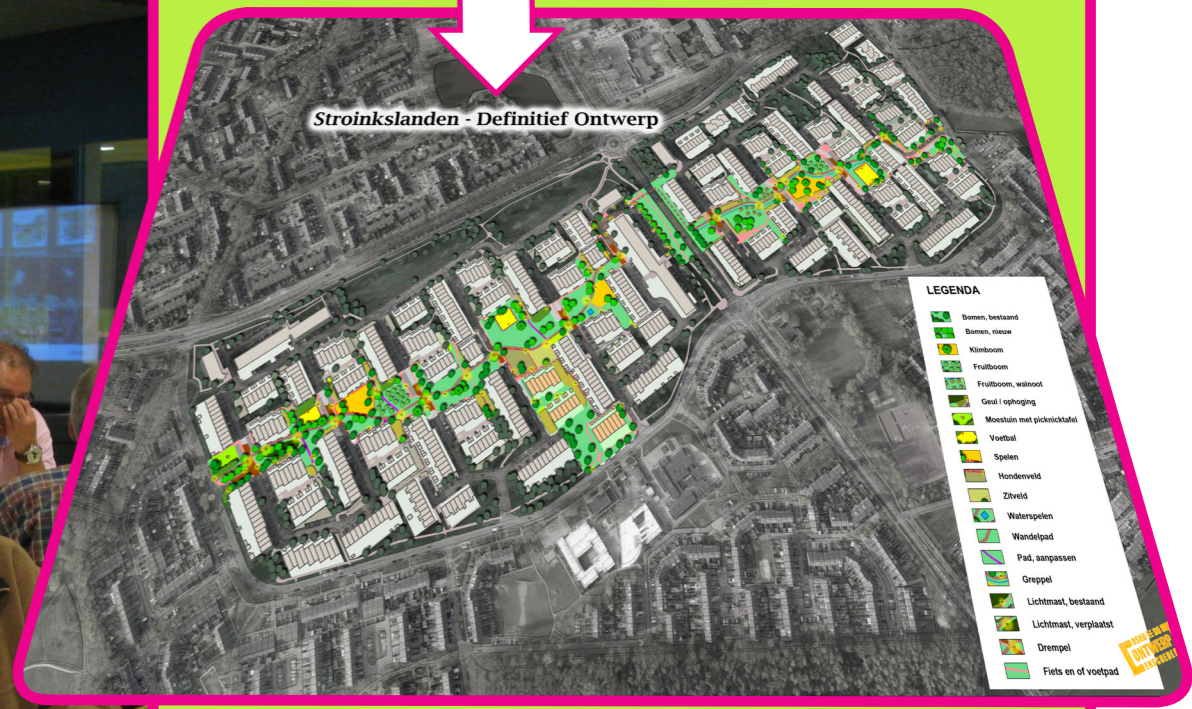 Stroinkslanden - Definitief Ontwerp
LEGENDA
Bomen, bestaand
Bomen, nieuw
Klimboom
Fruitboom
Fruitboom, walnoot
Geul / ophoging
Moestuin met picknicktafel
Voetbal
Spelen
Hondenveld
Zitveld
Waterspelen
Wandelpad
Pad, aanpassen
Greppel
Lichtmast, bestaand
Lichtmast, verplaatst
Drempel
Fiets en of voetpad
ONTWERP